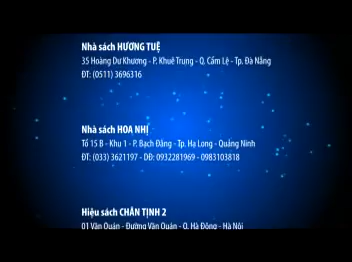 Nhà sách HƯƠNG TUỆ
35 Hoàng Dư Khương - P. Khuê Trung - Q. Cẩm Lệ - Tp. Đà Nẵng
ĐT: (0511) 3696316
Nhà sách HOA NHỊ
Tổ 15 B - Khu 1 - P. Bạch Đằng - Tp. Hạ Long - Quảng Ninh
ĐT: (033) 3621197 - DĐ: 0932281969 - 0983103818
Hiệu sách CHÂN TỊNH 2
01 Văn Quán - Đường Văn Quán - Q. Hà Đông - Hà Nội